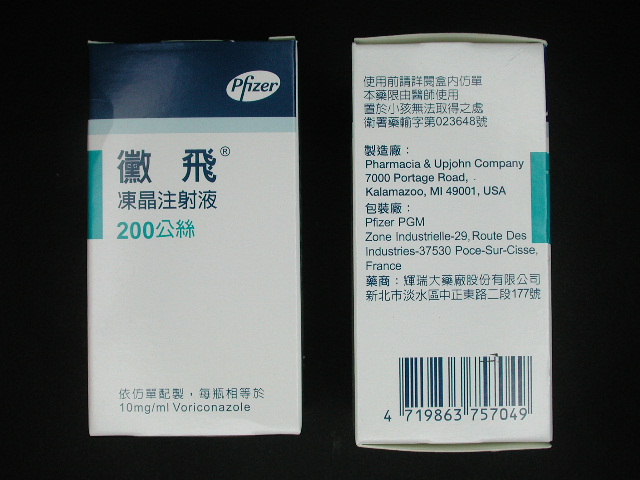 Pfizer
黴 飛®
凍晶注射液
200公絲
依仿單配製，每瓶相等於
10mg/ml Voriconazole
使用前請詳閱盒內仿單
本藥限由醫師使用
置於小孩無法取得之處
衛署藥輸字第023648號
製造廠：
Pharmacia & Upjohn Company
7000 Portage Road,
Kalamazoo, MI 49001, USA
包裝廠：
Pfizer PGM
Zone Industrielle-29, Route Des
Industries-37530 Poce-Sur-Cisse,
France
藥商：輝瑞大藥廠股份有限公司
新北市淡水區中正東路二段177號
4 719863 757049